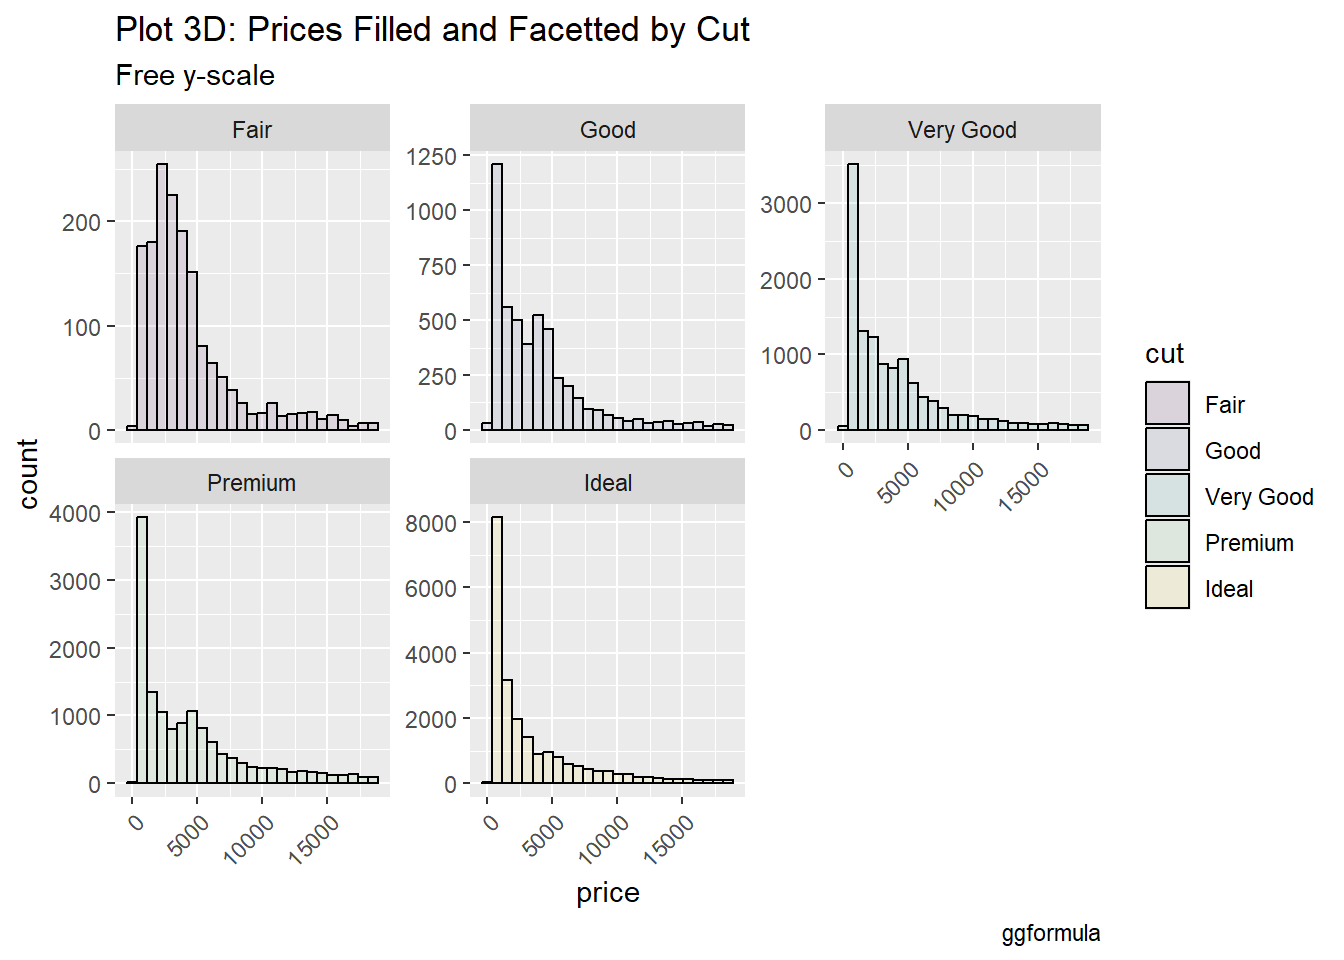 Plot 3D: Prices Filled and Facetted by Cut
Free y-scale
Fair
Good
Very Good
200
100
0
1250
1000
750
500
250
0
3000
2000
1000
0
0
5000
10000
15000
count
Premium
Ideal
4000
3000
2000
1000
0
8000
6000
4000
2000
0
0
5000
10000
15000
0
5000
10000
15000
price
cut
Fair
Good
Very Good
Premium
Ideal
ggformula